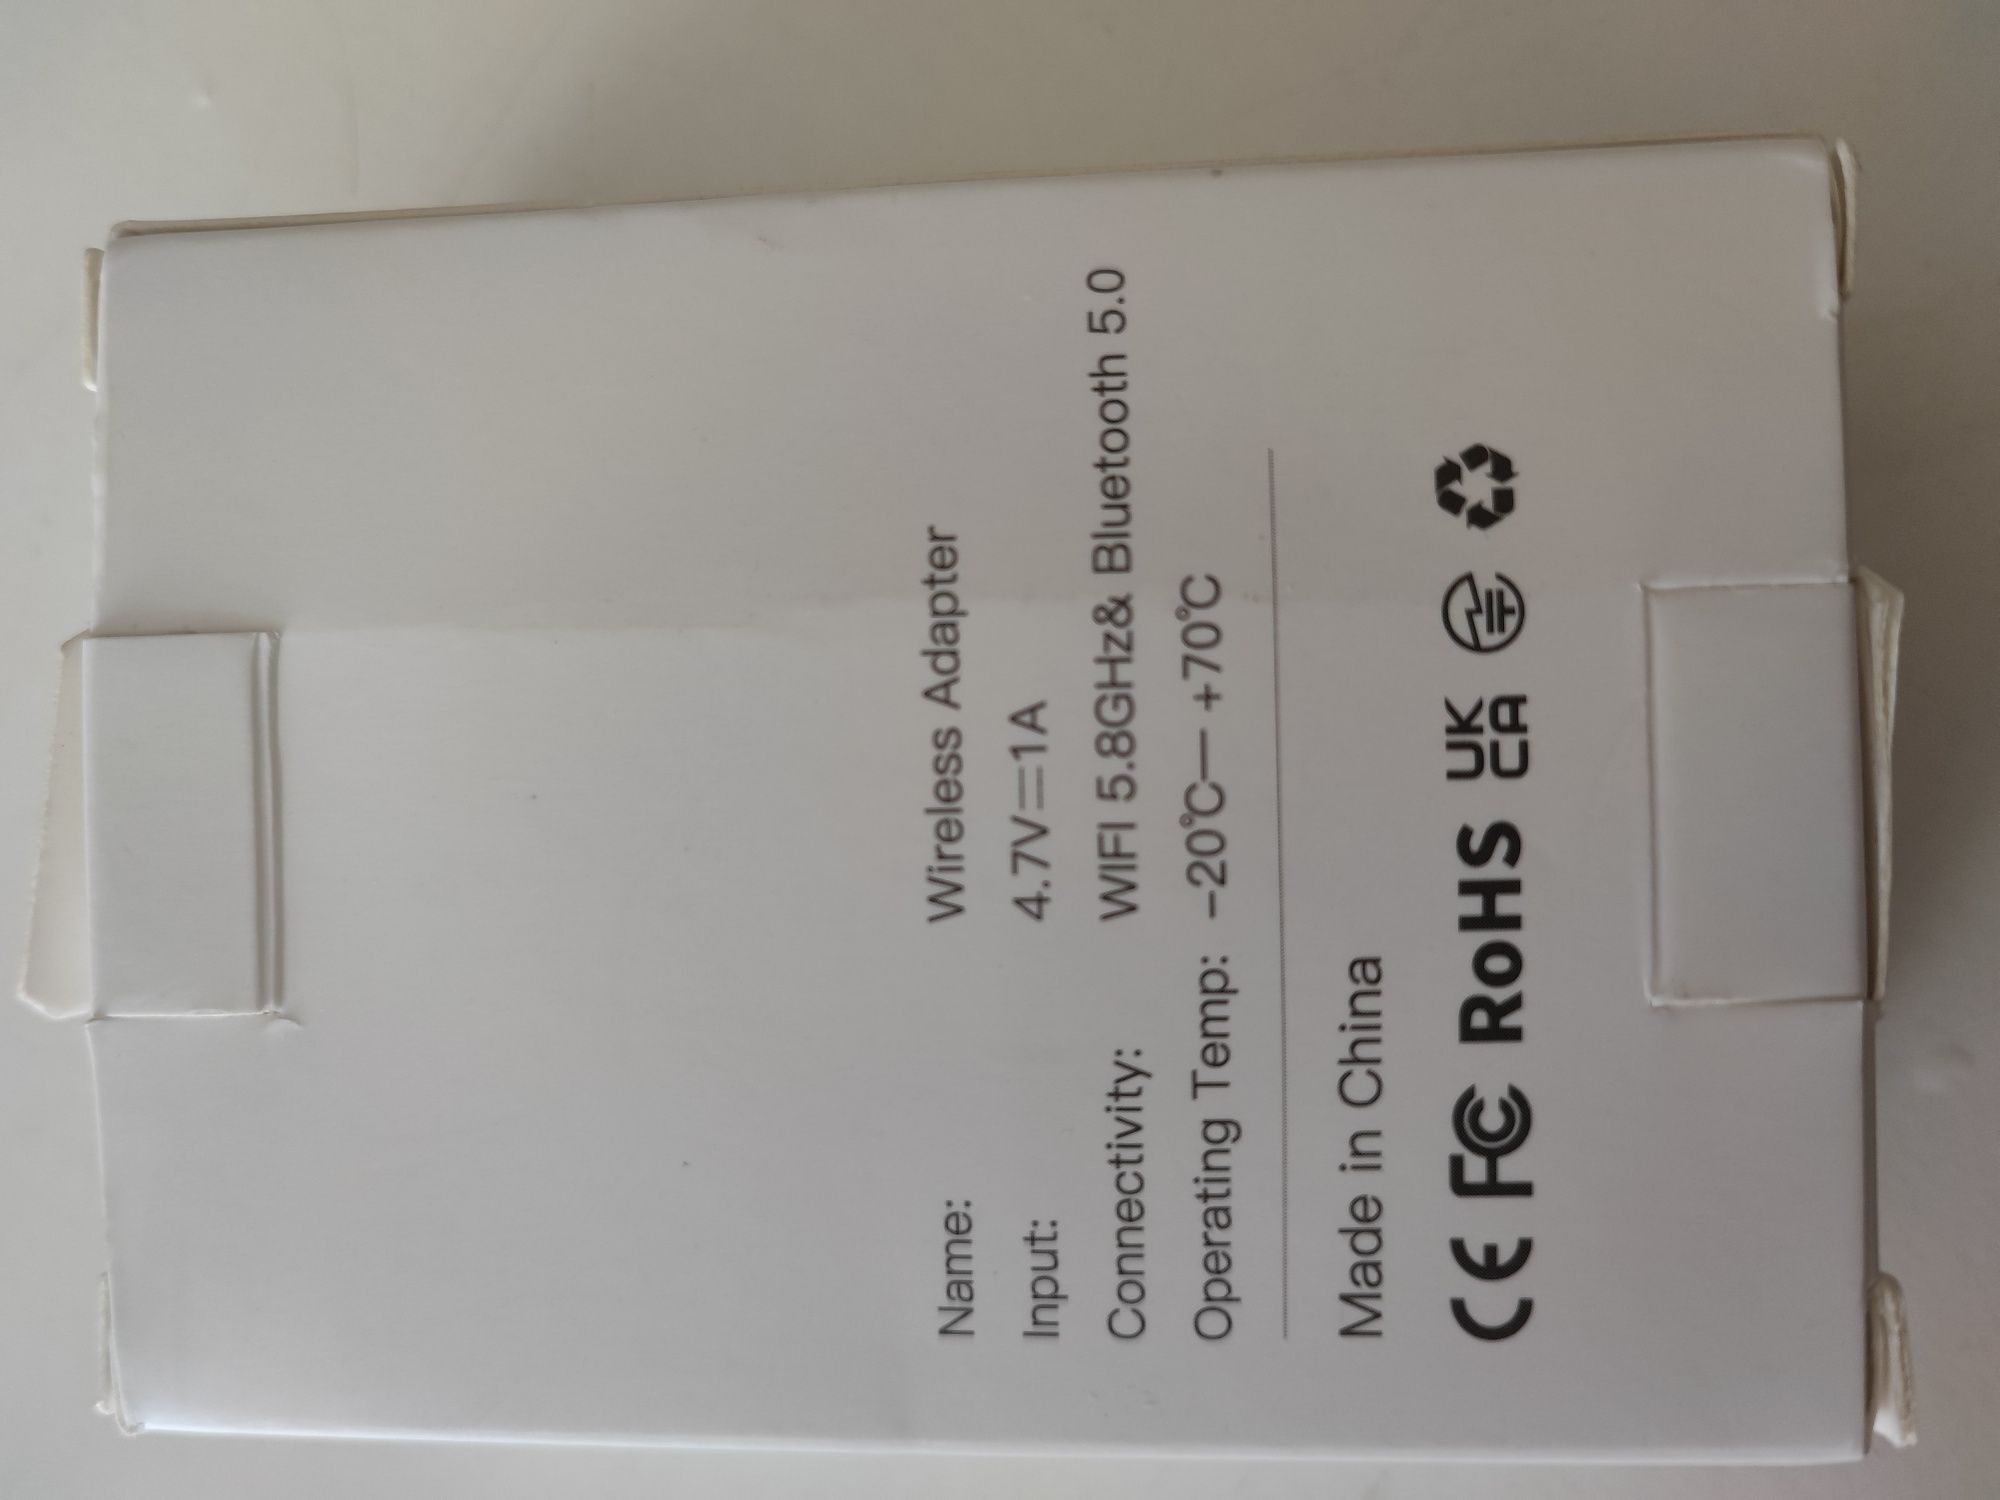 Name: Wireless Adapter
Input: 4.7V⎓1A
Connectivity: WIFI 5.8GHz& Bluetooth 5.0
Operating Temp: -20℃— +70℃
Made in China
CE FC RoHS UK CA